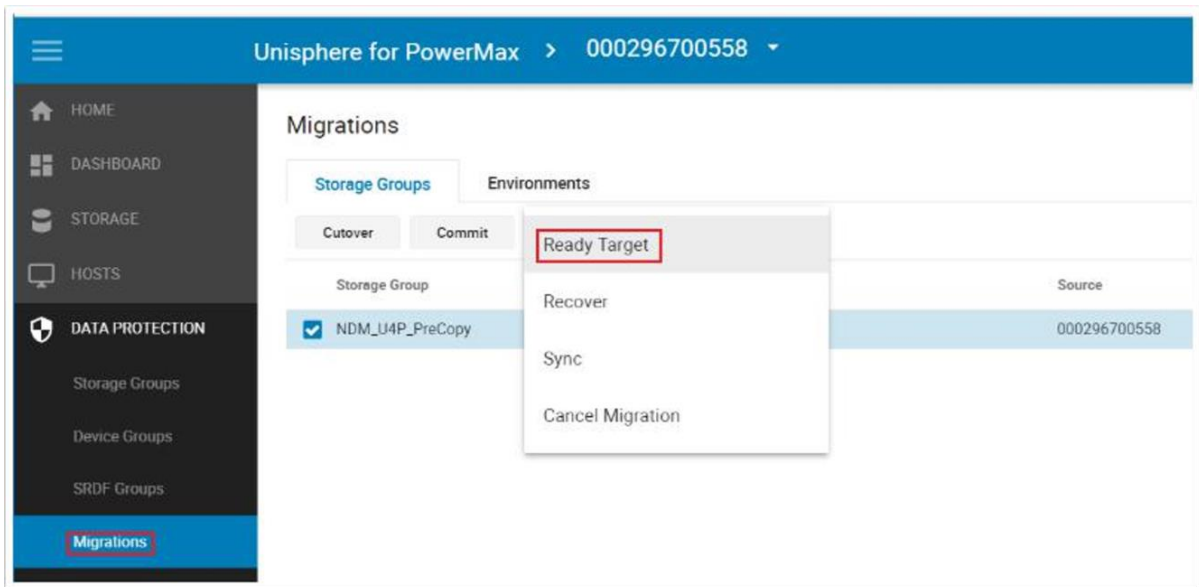 Unisphere for PowerMax > 000296700558
HOME
DASHBOARD
STORAGE
HOSTS
DATA PROTECTION
Storage Groups
Device Groups
SRDF Groups
Migrations
Migrations
Storage Groups Environments
Cutover Commit
Ready Target
Recover
Sync
Cancel Migration
Storage Group Source
NDM_U4P_PreCopy 000296700558